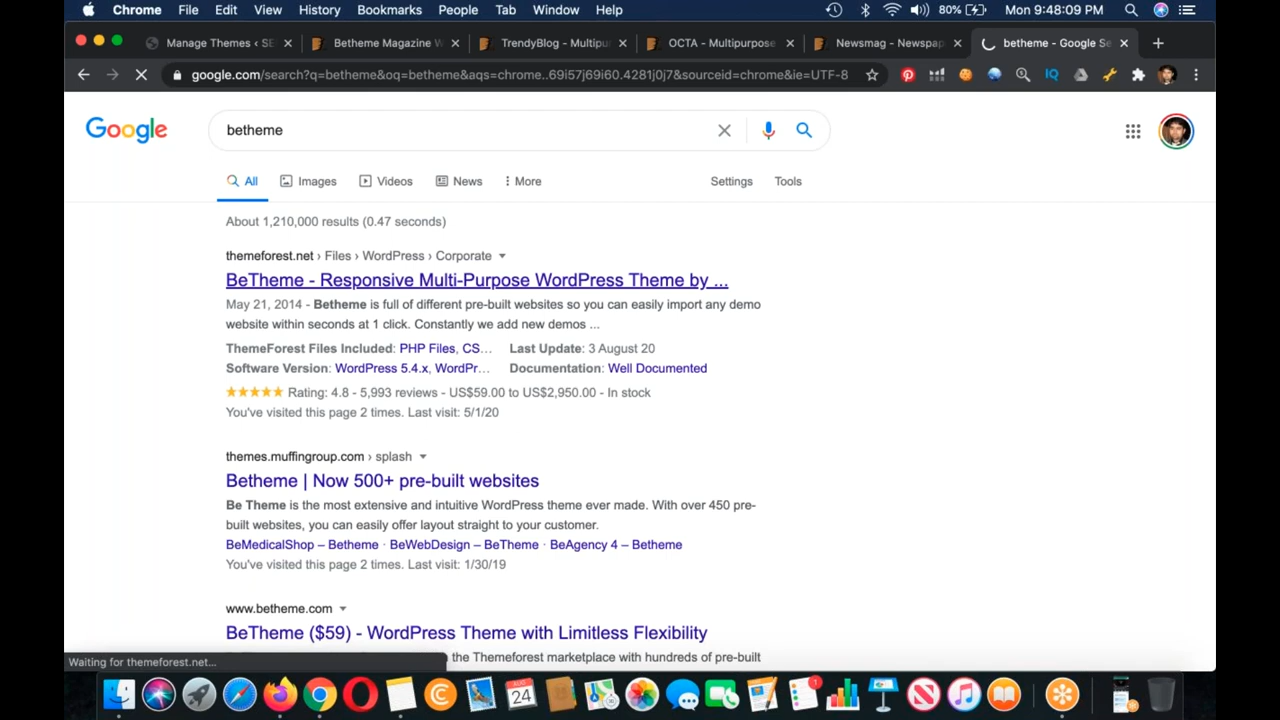 Chrome File Edit View History Bookmarks People Tab Window Help 80% Mon 9:48:09 PM
Manage Themes ‹ SE Betheme Magazine W TrendyBlog - Multipu OCTA - Multipurpose Newsmag - Newspa betheme - Google Se
google.com/search?q=betheme&oq=betheme&aqs=chrome..69i57j69i60.4281j0j7&sourceid=chrome&ie=UTF-8 IQ
Google betheme
All Images Videos News More Settings Tools
About 1,210,000 results (0.47 seconds)
themeforest.net › Files › WordPress › Corporate
BeTheme - Responsive Multi-Purpose WordPress Theme by ...
May 21, 2014 - Betheme is full of different pre-built websites so you can easily import any demo
website within seconds at 1 click. Constantly we add new demos ...
ThemeForest Files Included: PHP Files, CS... Last Update: 3 August 20
Software Version: WordPress 5.4.x, WordPr... Documentation: Well Documented
Rating: 4.8 - 5,993 reviews - US$59.00 to US$2,950.00 - In stock
You've visited this page 2 times. Last visit: 5/1/20
themes.muffingroup.com › splash
Betheme | Now 500+ pre-built websites
Be Theme is the most extensive and intuitive WordPress theme ever made. With over 450 pre-
built websites, you can easily offer layout straight to your customer.
BeMedicalShop – Betheme · BeWebDesign – BeTheme · BeAgency 4 – Betheme
You've visited this page 2 times. Last visit: 1/30/19
www.betheme.com
BeTheme ($59) - WordPress Theme with Limitless Flexibility
the Themeforest marketplace with hundreds of pre-built
Waiting for themeforest.net...
AUG 24 1